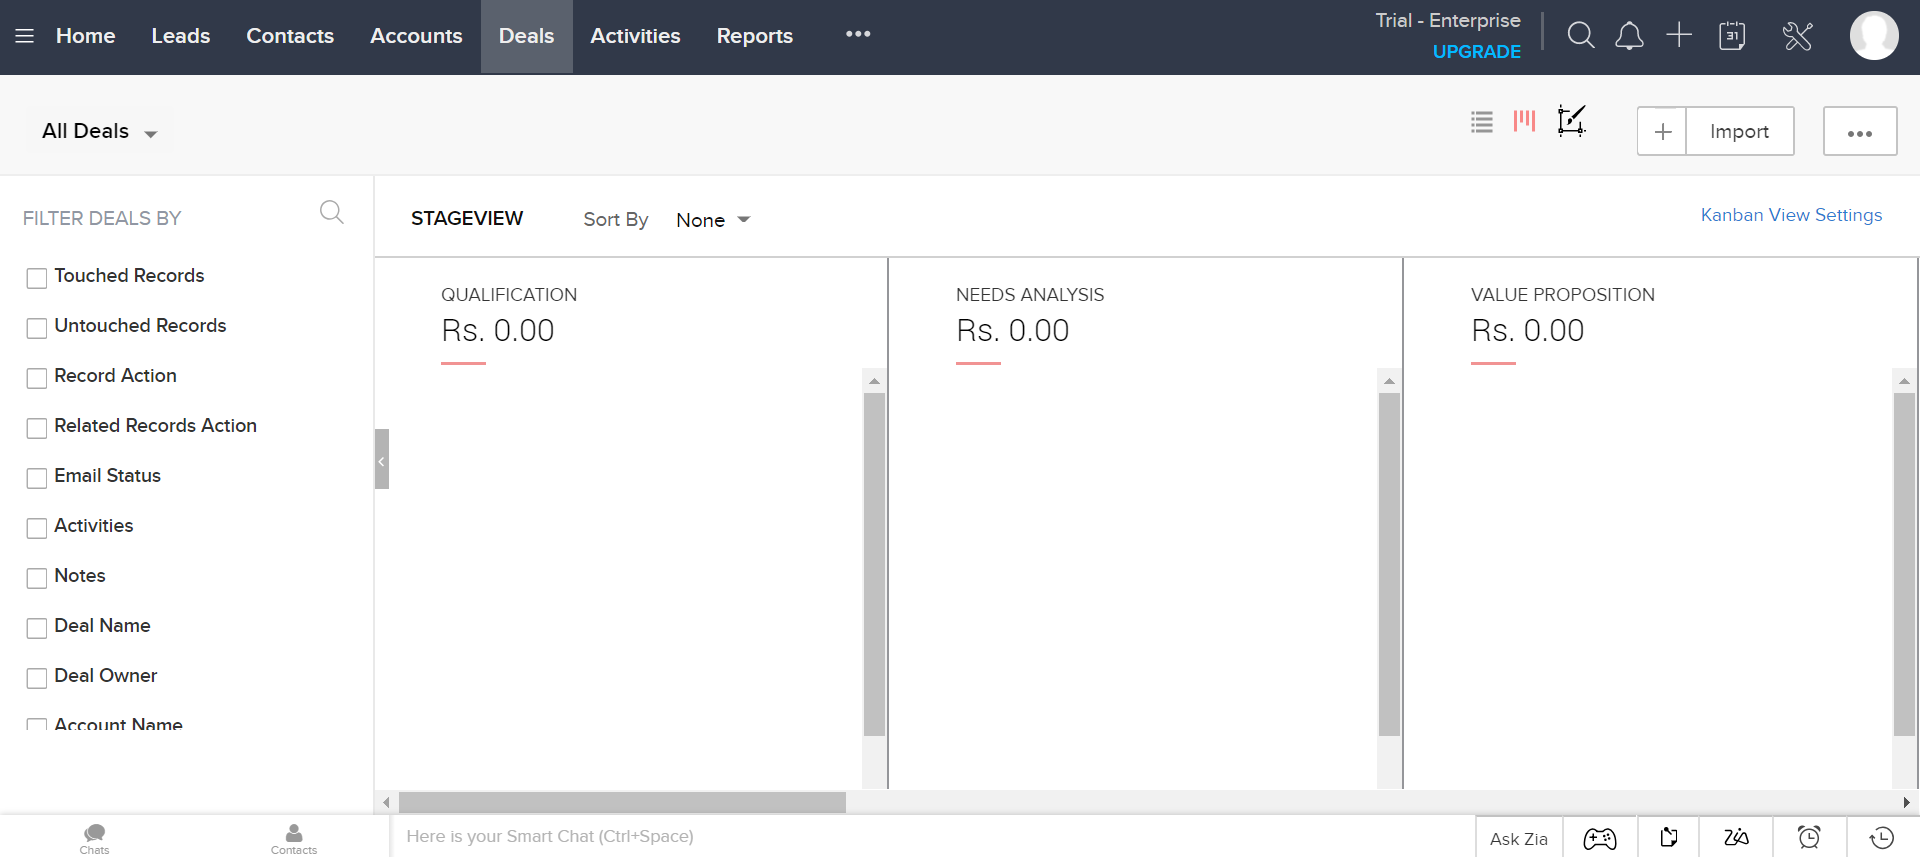 Home Leads Contacts Accounts Deals Activities Reports
Trial - Enterprise
UPGRADE
31
All Deals
Import
FILTER DEALS BY
Touched Records
Untouched Records
Record Action
Related Records Action
Email Status
Activities
Notes
Deal Name
Deal Owner
Account Name
STAGEVIEW Sort By None
Kanban View Settings
QUALIFICATION
Rs. 0.00
NEEDS ANALYSIS
Rs. 0.00
VALUE PROPOSITION
Rs. 0.00
Chats
Contacts
Here is your Smart Chat (Ctrl+Space)
Ask Zia